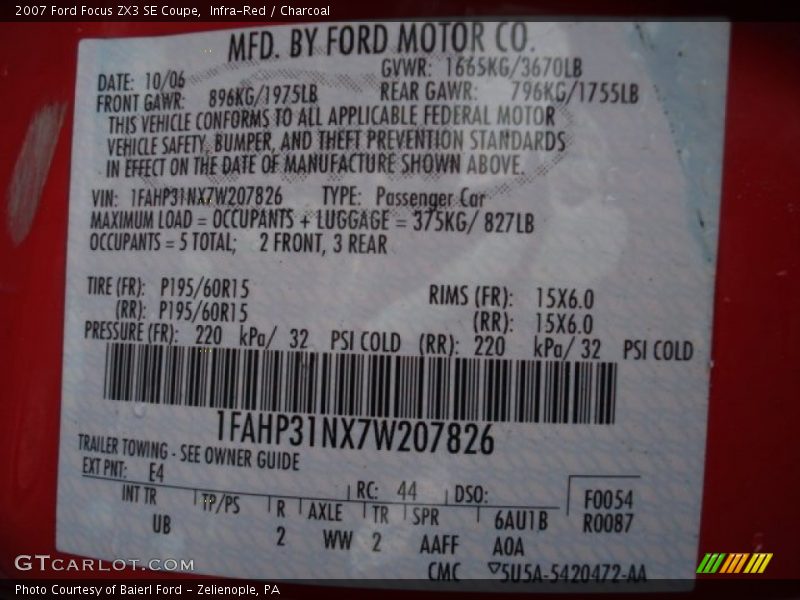 2007 Ford Focus ZX3 SE Coupe, Infra-Red / Charcoal
MFD. BY FORD MOTOR CO.
DATE: 10/06 GVWR: 1665KG/3670LB
FRONT GAWR: 896KG/1975LB REAR GAWR: 796KG/1755LB
THIS VEHICLE CONFORMS TO ALL APPLICABLE FEDERAL MOTOR
VEHICLE SAFETY, BUMPER, AND THEFT PREVENTION STANDARDS
IN EFFECT ON THE DATE OF MANUFACTURE SHOWN ABOVE.
VIN: 1FAHP31NX7W207826 TYPE: Passenger Car
MAXIMUM LOAD = OCCUPANTS + LUGGAGE = 375KG/ 827LB
OCCUPANTS = 5 TOTAL; 2 FRONT, 3 REAR
TIRE (FR): P195/60R15 RIMS (FR): 15X6.0
(RR): P195/60R15 (RR): 15X6.0
PRESSURE (FR): 220 kPa/ 32 PSI COLD (RR): 220 kPa/ 32 PSI COLD
1FAHP31NX7W207826
TRAILER TOWING - SEE OWNER GUIDE
EXT PNT: E4 RC: 44 DSO: F0054
INT TR TP/PS R AXLE TR SPR 6AU1B R0087
UB 2 WW 2 AAFF A0A
CMC ▽5U5A-5420472-AA
GTCARLOT.COM
Photo Courtesy of Baierl Ford - Zelienople, PA